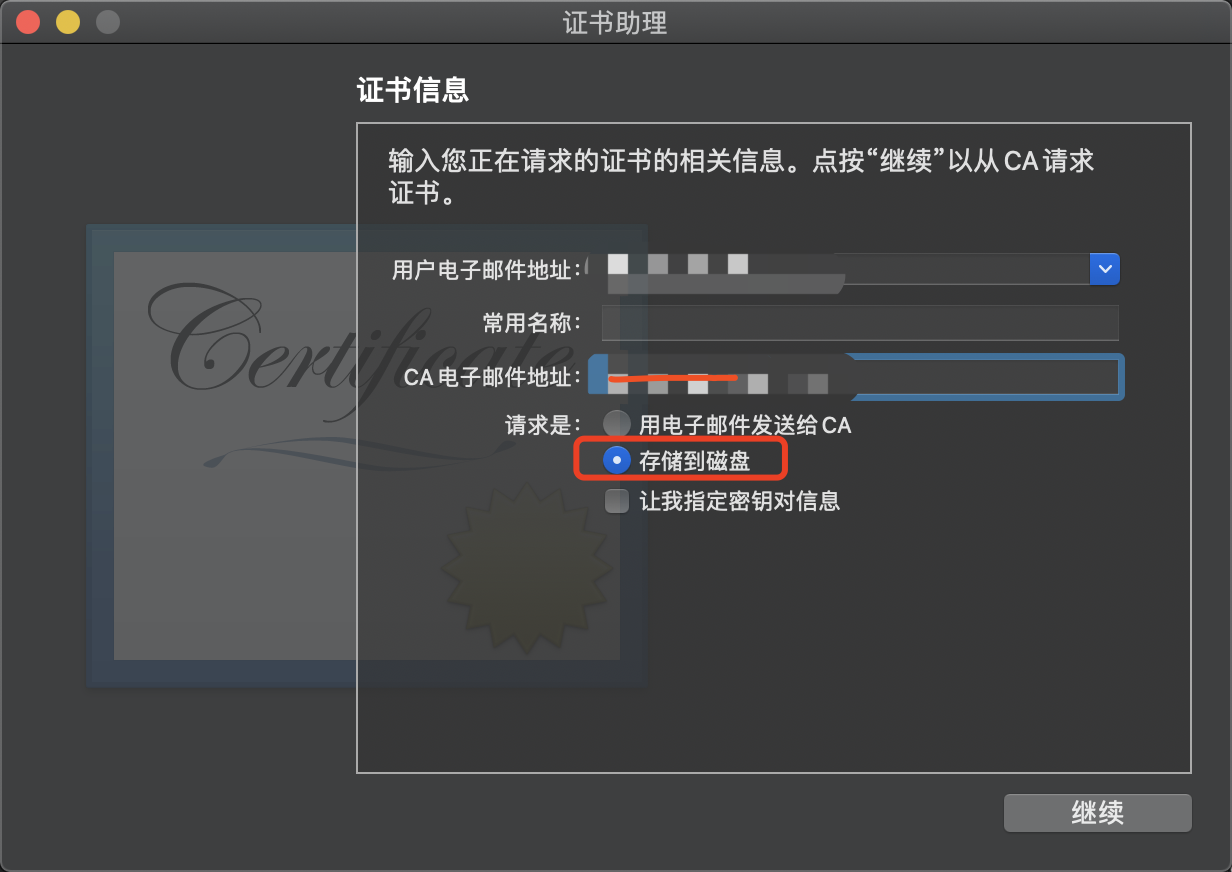 证书助理
证书信息
输入您正在请求的证书的相关信息。点按“继续”以从 CA 请求
证书。
用户电子邮件地址：
常用名称：
Certificate
CA 电子邮件地址：
请求是：
用电子邮件发送给 CA
存储到磁盘
让我指定密钥对信息
继续